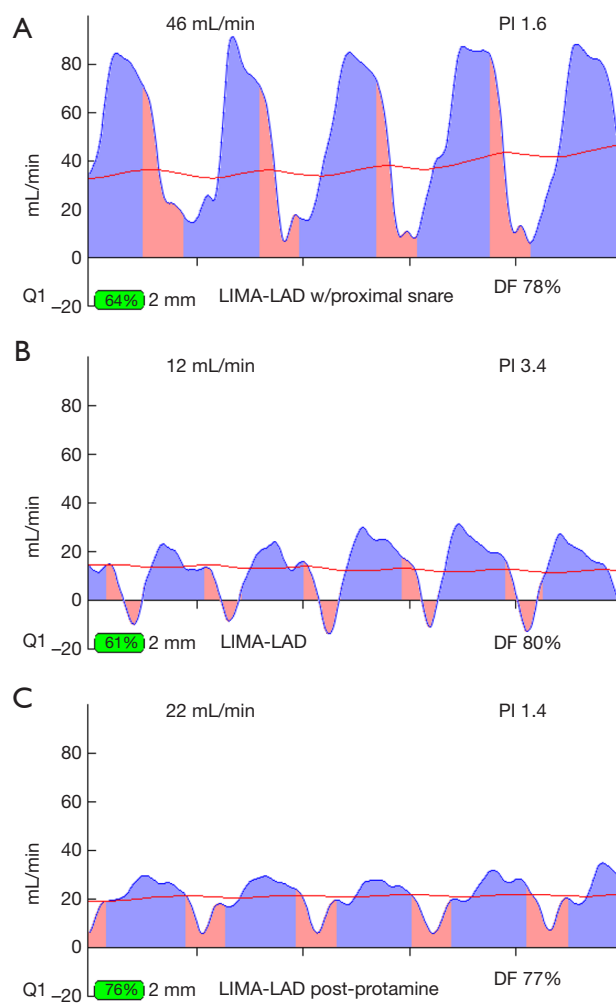 A
46 mL/min PI 1.6
80
60
40
20
0
–20
mL/min
Q1 64% 2 mm LIMA-LAD w/proximal snare DF 78%
B
12 mL/min PI 3.4
80
60
40
20
0
–20
mL/min
Q1 61% 2 mm LIMA-LAD DF 80%
C
22 mL/min PI 1.4
80
60
40
20
0
–20
mL/min
Q1 76% 2 mm LIMA-LAD post-protamine DF 77%